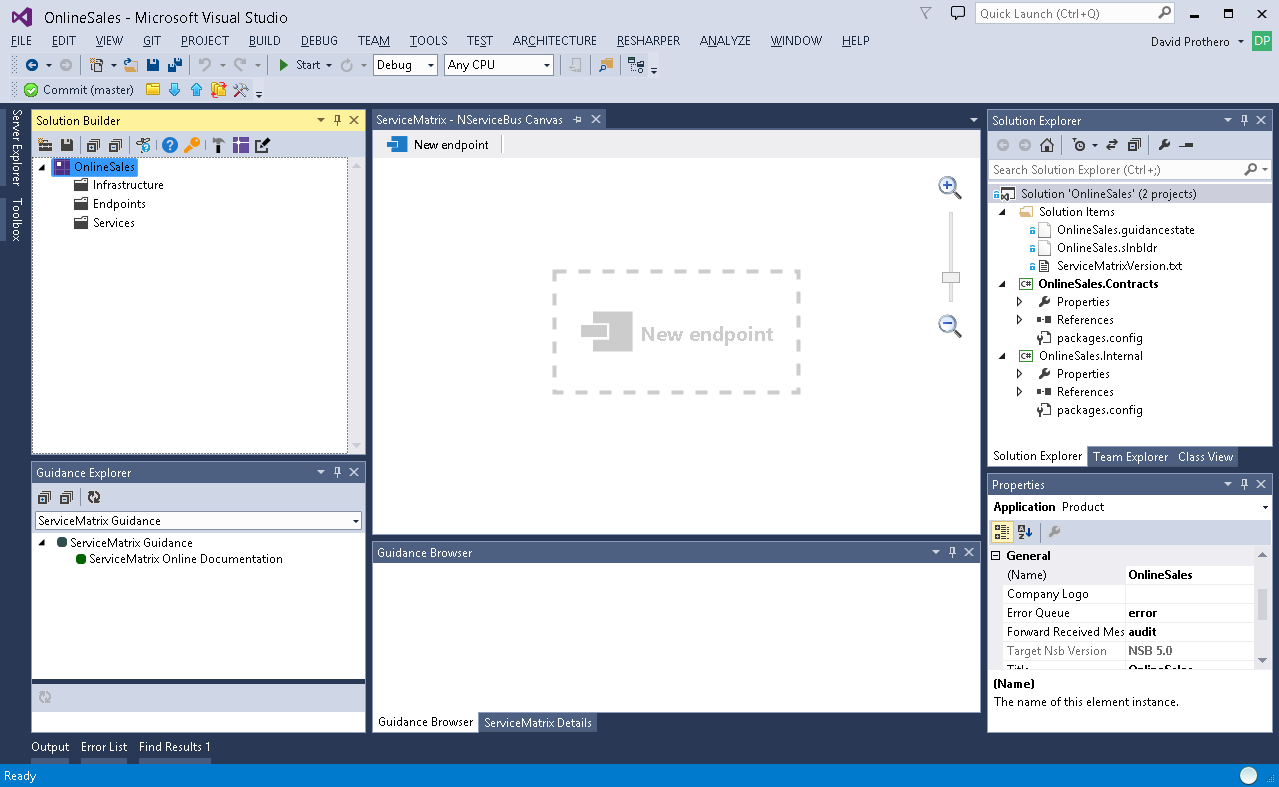 OnlineSales - Microsoft Visual Studio
Quick Launch (Ctrl+Q)
FILE EDIT VIEW GIT PROJECT BUILD DEBUG TEAM TOOLS TEST ARCHITECTURE RESHARPER ANALYZE WINDOW HELP
David Prothero DP
Start Debug Any CPU
Commit (master)
Server Explorer
Toolbox
Solution Builder
OnlineSales
Infrastructure
Endpoints
Services
Guidance Explorer
ServiceMatrix Guidance
ServiceMatrix Guidance
ServiceMatrix Online Documentation
ServiceMatrix - NServiceBus Canvas
New endpoint
New endpoint
Guidance Browser
Guidance Browser ServiceMatrix Details
Solution Explorer
Search Solution Explorer (Ctrl+;)
Solution 'OnlineSales' (2 projects)
Solution Items
OnlineSales.guidancestate
OnlineSales.slnbldr
ServiceMatrixVersion.txt
C# OnlineSales.Contracts
Properties
References
packages.config
C# OnlineSales.Internal
Properties
References
packages.config
Solution Explorer Team Explorer Class View
Properties
Application Product
General
(Name) OnlineSales
Company Logo
Error Queue error
Forward Received Mes audit
Target Nsb Version NSB 5.0
Title OnlineSales
(Name)
The name of this element instance.
Output Error List Find Results 1
Ready